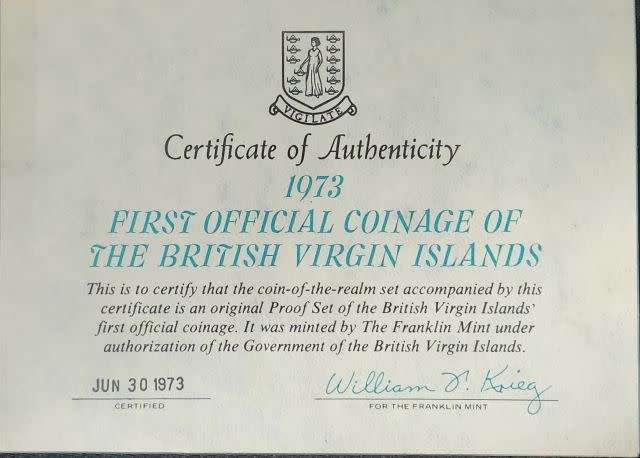 VIGILATE
Certificate of Authenticity
1973
FIRST OFFICIAL COINAGE OF
THE BRITISH VIRGIN ISLANDS
This is to certify that the coin-of-the-realm set accompanied by this
certificate is an original Proof Set of the British Virgin Islands'
first official coinage. It was minted by The Franklin Mint under
authorization of the Government of the British Virgin Islands.
JUN 30 1973 William T. Krieg
CERTIFIED FOR THE FRANKLIN MINT